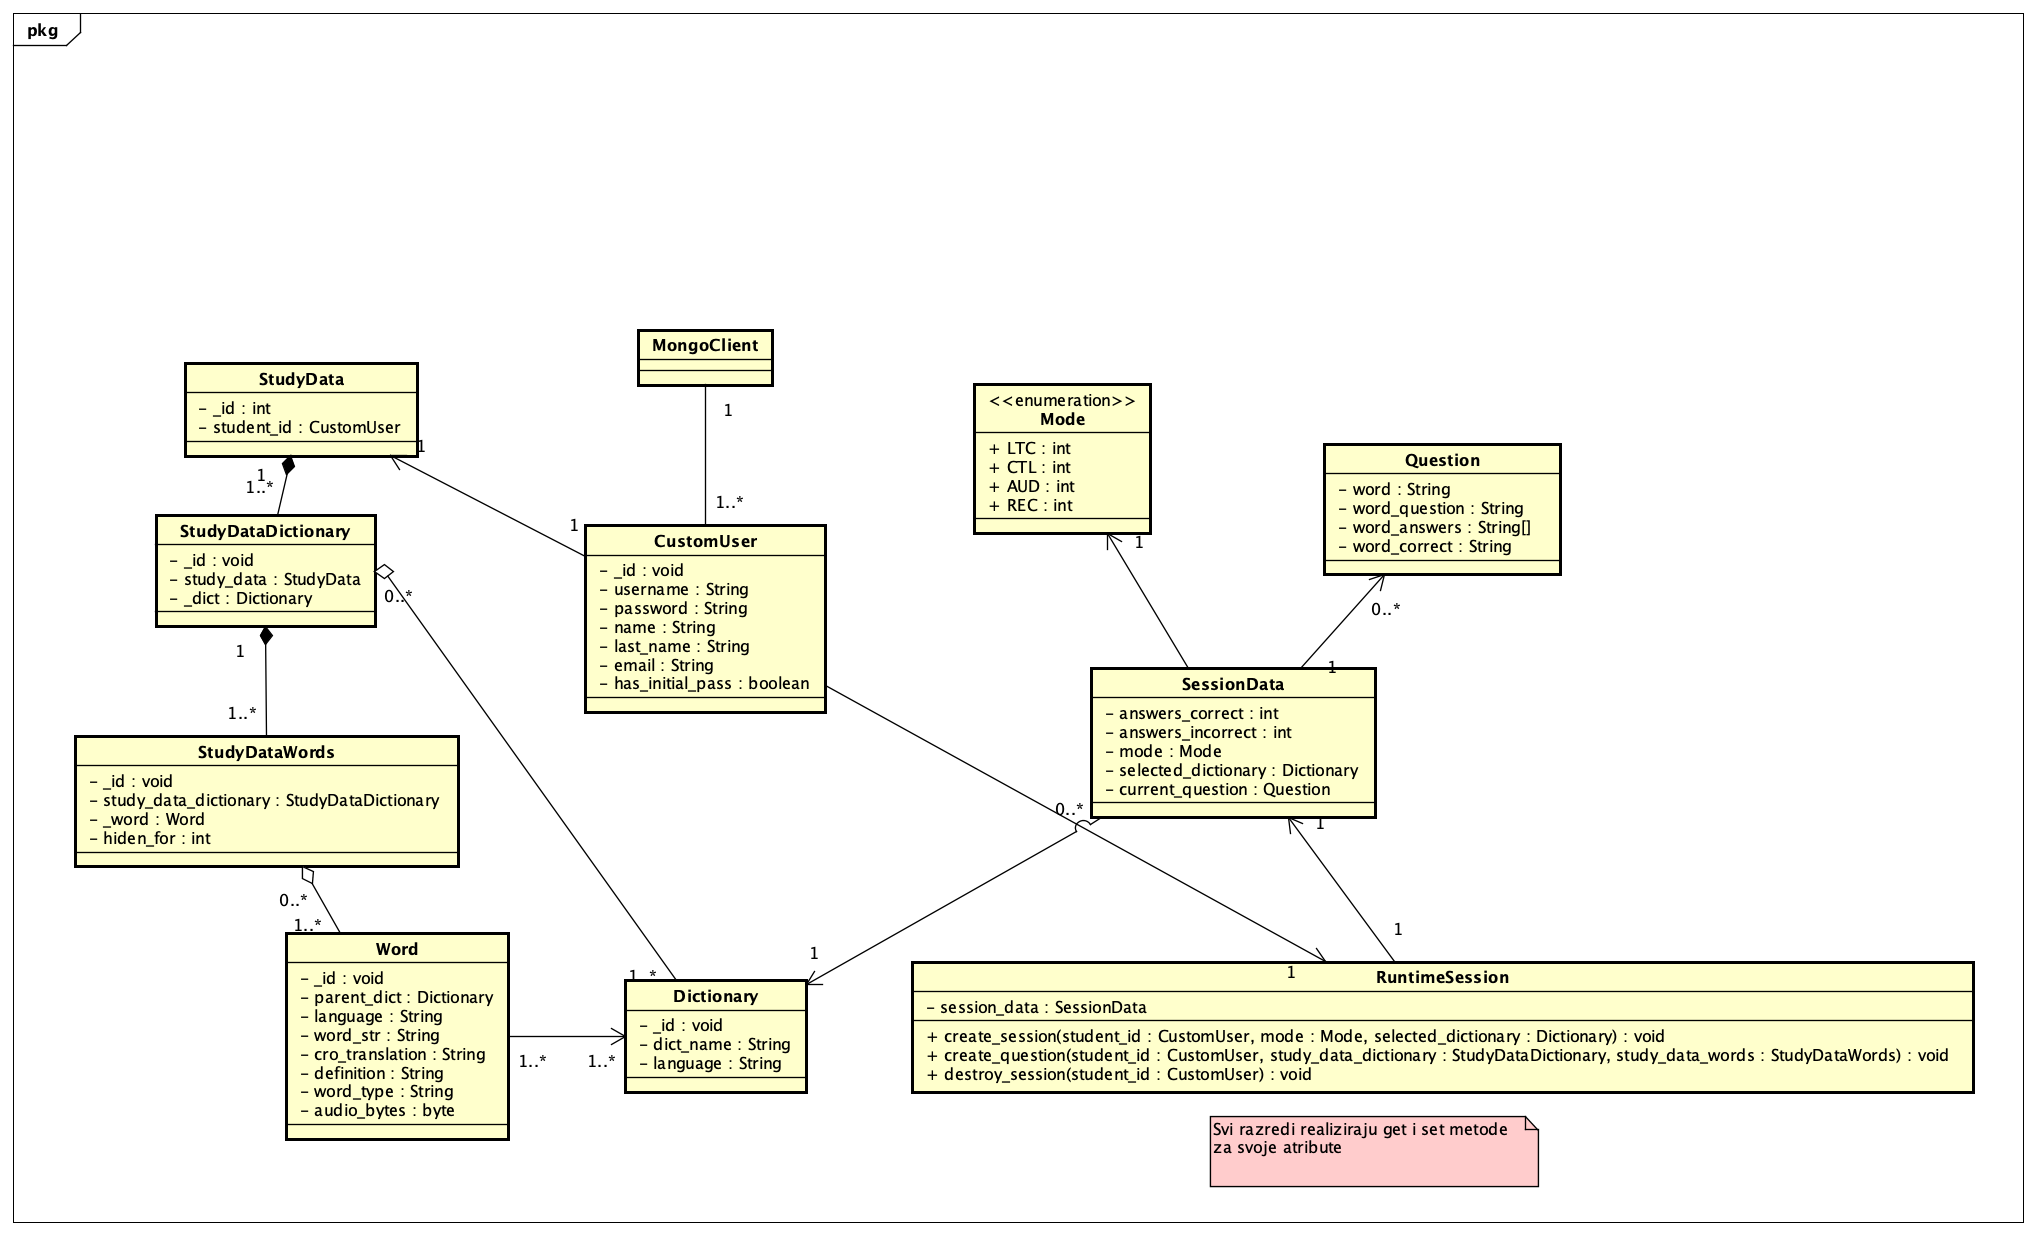 pkg
MongoClient
1
1..*
StudyData
- _id : int
- student_id : CustomUser
1
1
1..*
1
<<enumeration>>
Mode
+ LTC : int
+ CTL : int
+ AUD : int
+ REC : int
1
Question
- word : String
- word_question : String
- word_answers : String[]
- word_correct : String
0..*
1
StudyDataDictionary
- _id : void
- study_data : StudyData
- _dict : Dictionary
0..*
1
1..*
CustomUser
- _id : void
- username : String
- password : String
- name : String
- last_name : String
- email : String
- has_initial_pass : boolean
SessionData
- answers_correct : int
- answers_incorrect : int
- mode : Mode
- selected_dictionary : Dictionary
- current_question : Question
0..*
1
StudyDataWords
- _id : void
- study_data_dictionary : StudyDataDictionary
- _word : Word
- hiden_for : int
0..*
1..*
Word
- _id : void
- parent_dict : Dictionary
- language : String
- word_str : String
- cro_translation : String
- definition : String
- word_type : String
- audio_bytes : byte
1..*
1..*
1..*
1
Dictionary
- _id : void
- dict_name : String
- language : String
1
1
RuntimeSession
- session_data : SessionData
+ create_session(student_id : CustomUser, mode : Mode, selected_dictionary : Dictionary) : void
+ create_question(student_id : CustomUser, study_data_dictionary : StudyDataDictionary, study_data_words : StudyDataWords) : void
+ destroy_session(student_id : CustomUser) : void
Svi razredi realiziraju get i set metode
za svoje atribute